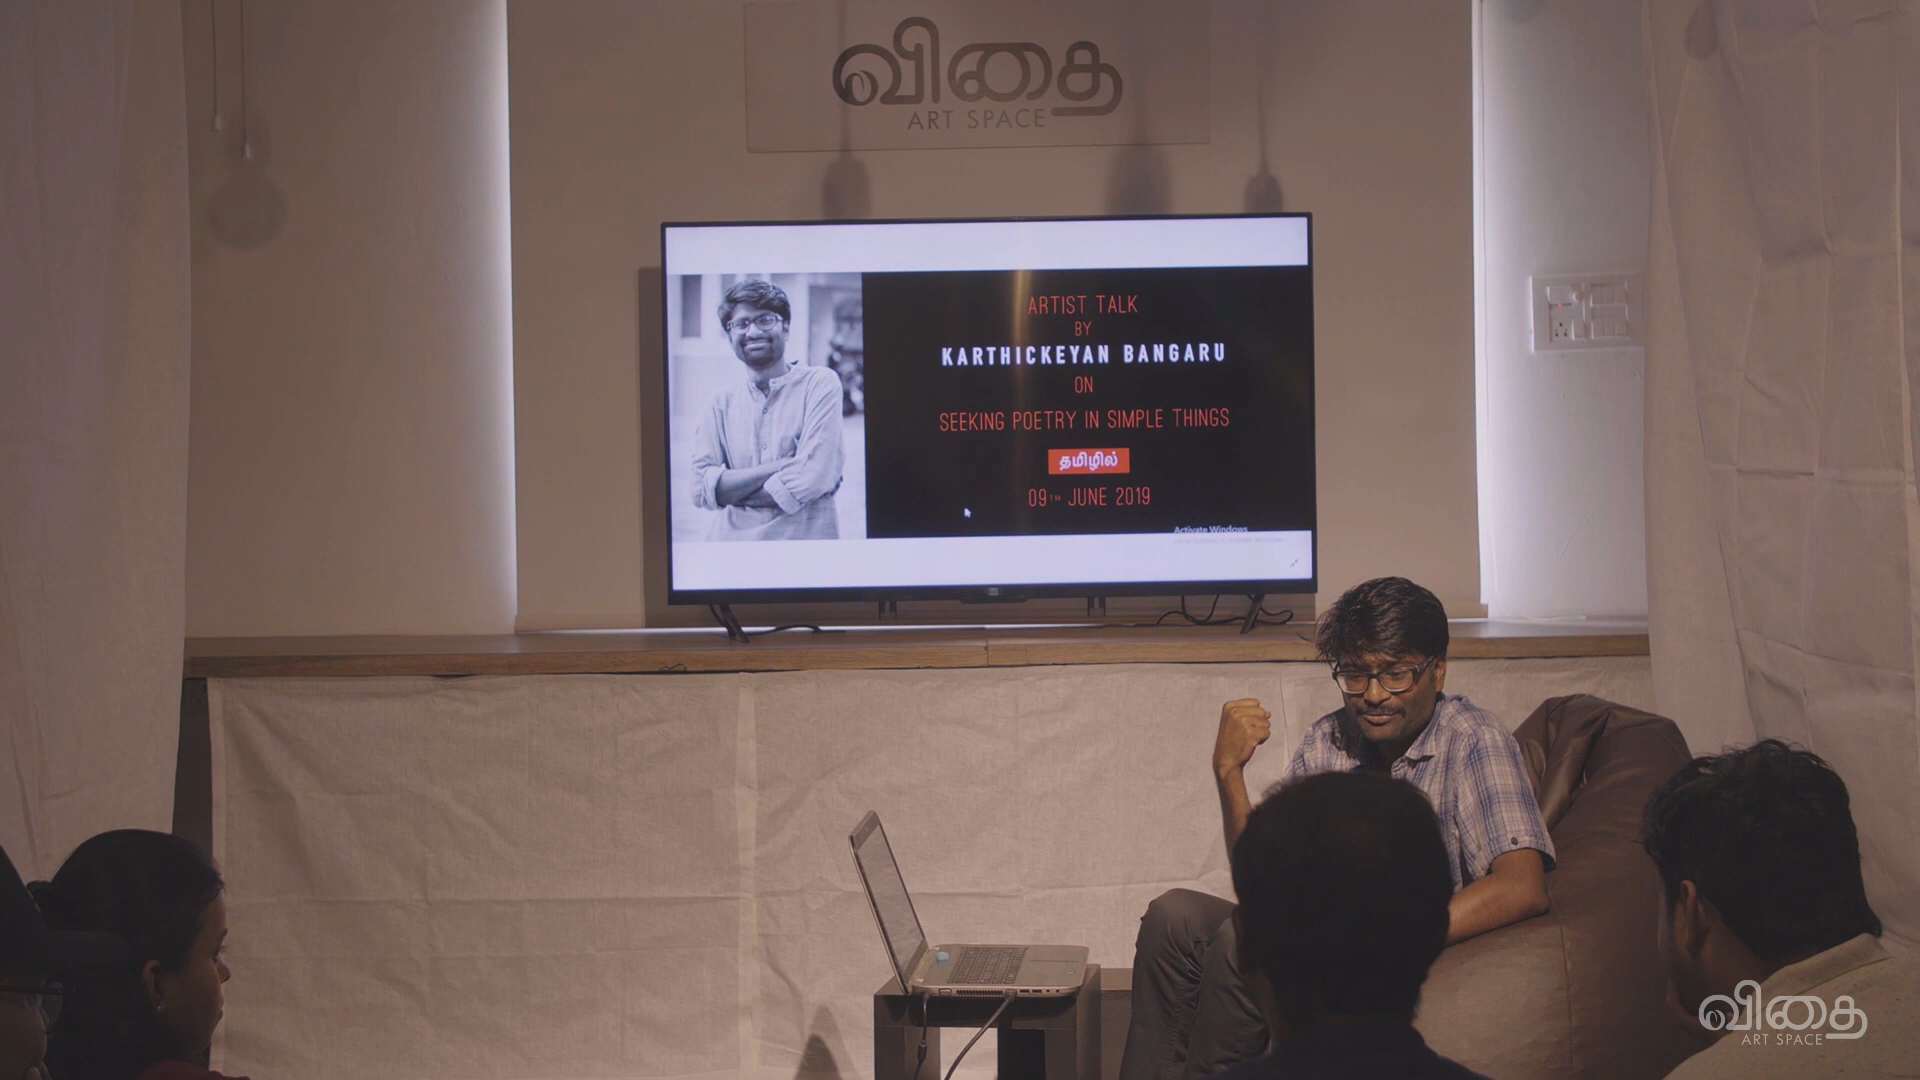 விதை
ART SPACE
ARTIST TALK
BY
KARTHICKEYAN BANGARU
ON
SEEKING POETRY IN SIMPLE THINGS
தமிழில்
09TH JUNE 2019
Activate Windows
விதை
ART SPACE